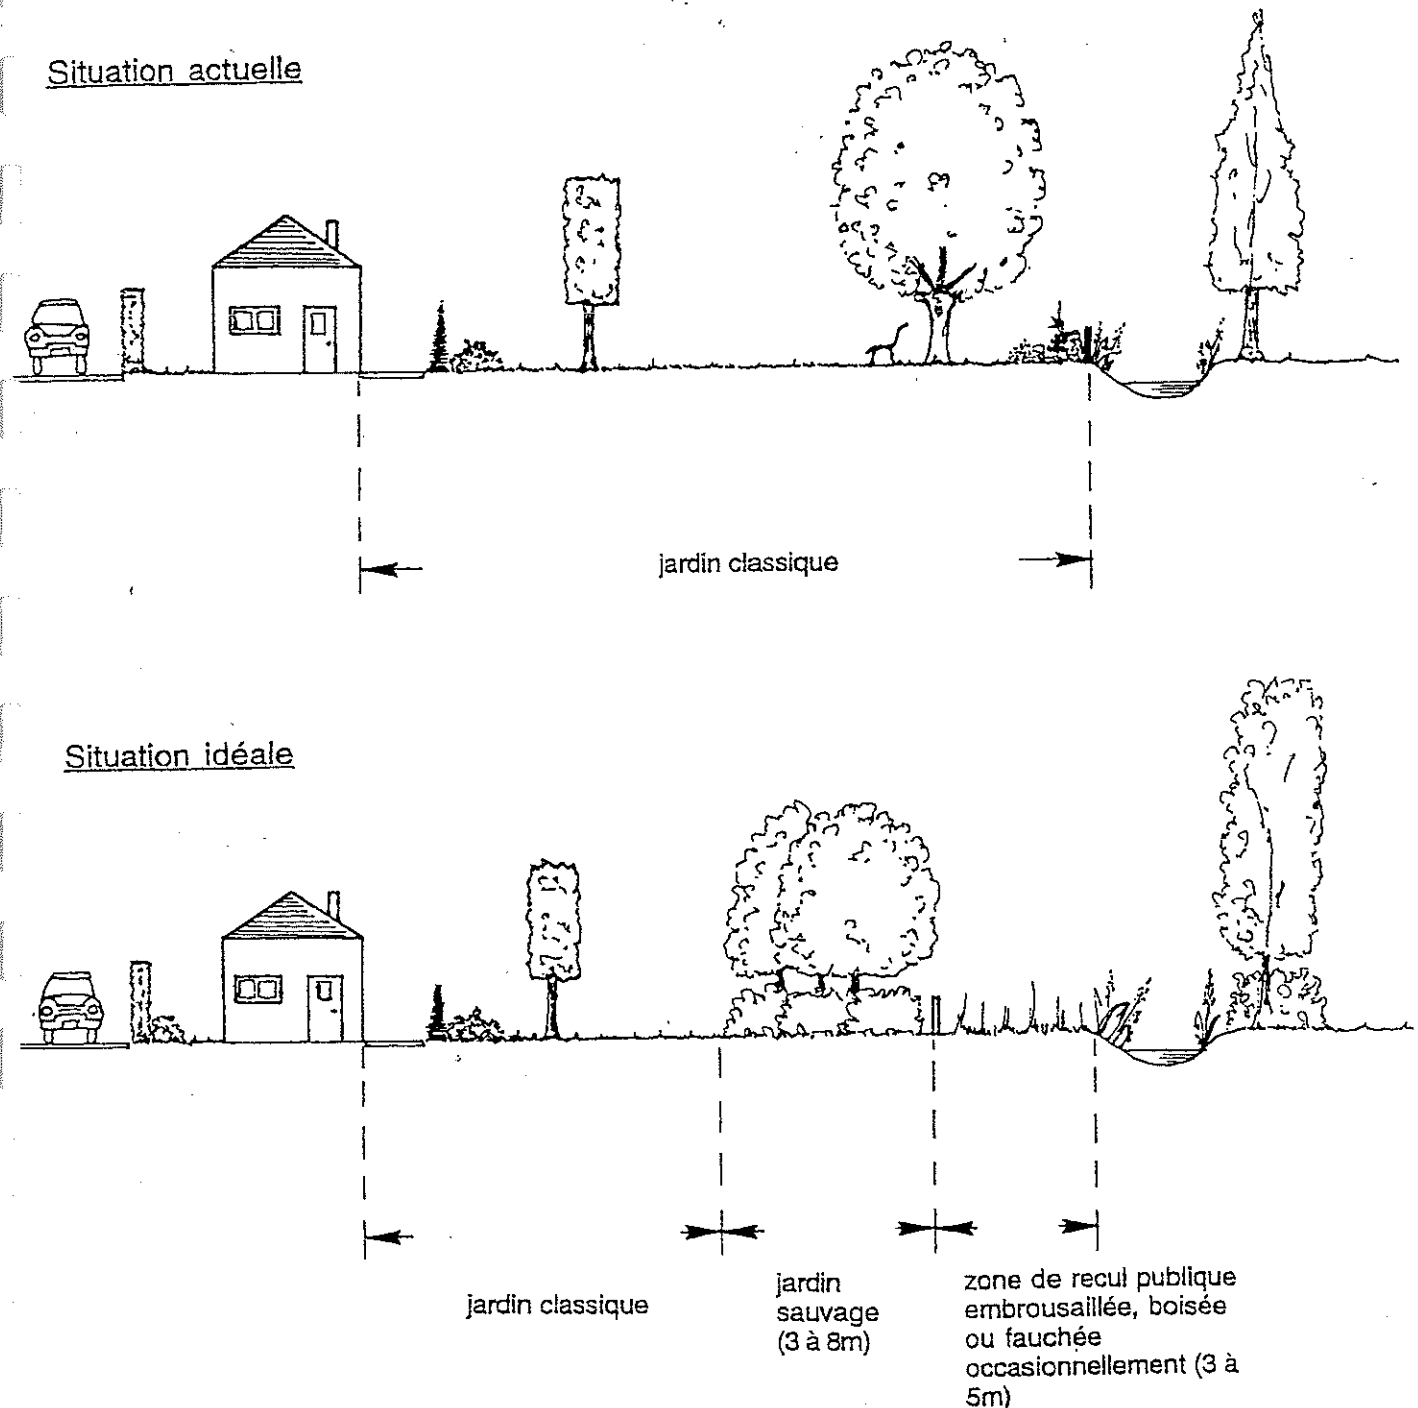 Situation actuelle
jardin classique
Situation idéale
jardin classique
jardin
sauvage
(3 à 8m)
zone de recul publique
embrousaillée, boisée
ou fauchée
occasionnellement (3 à
5m)